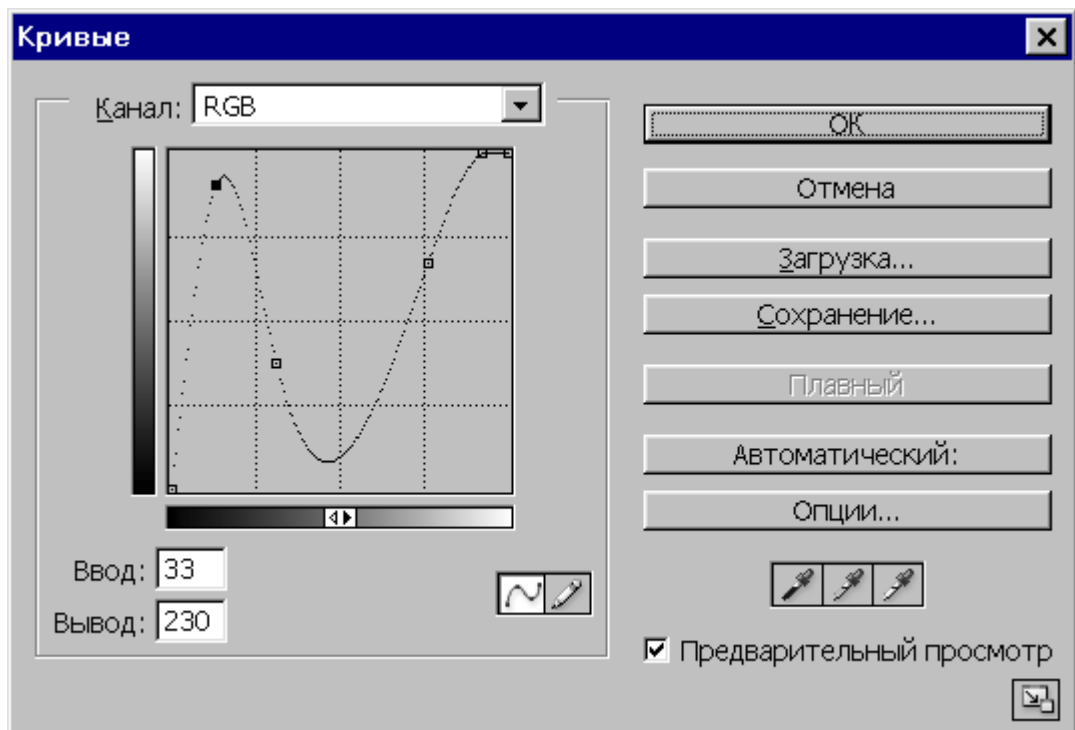 Кривые
Канал: RGB
OK
Отмена
Загрузка...
Сохранение...
Плавный
Автоматический:
Опции...
Ввод: 33
Вывод: 230
Предварительный просмотр